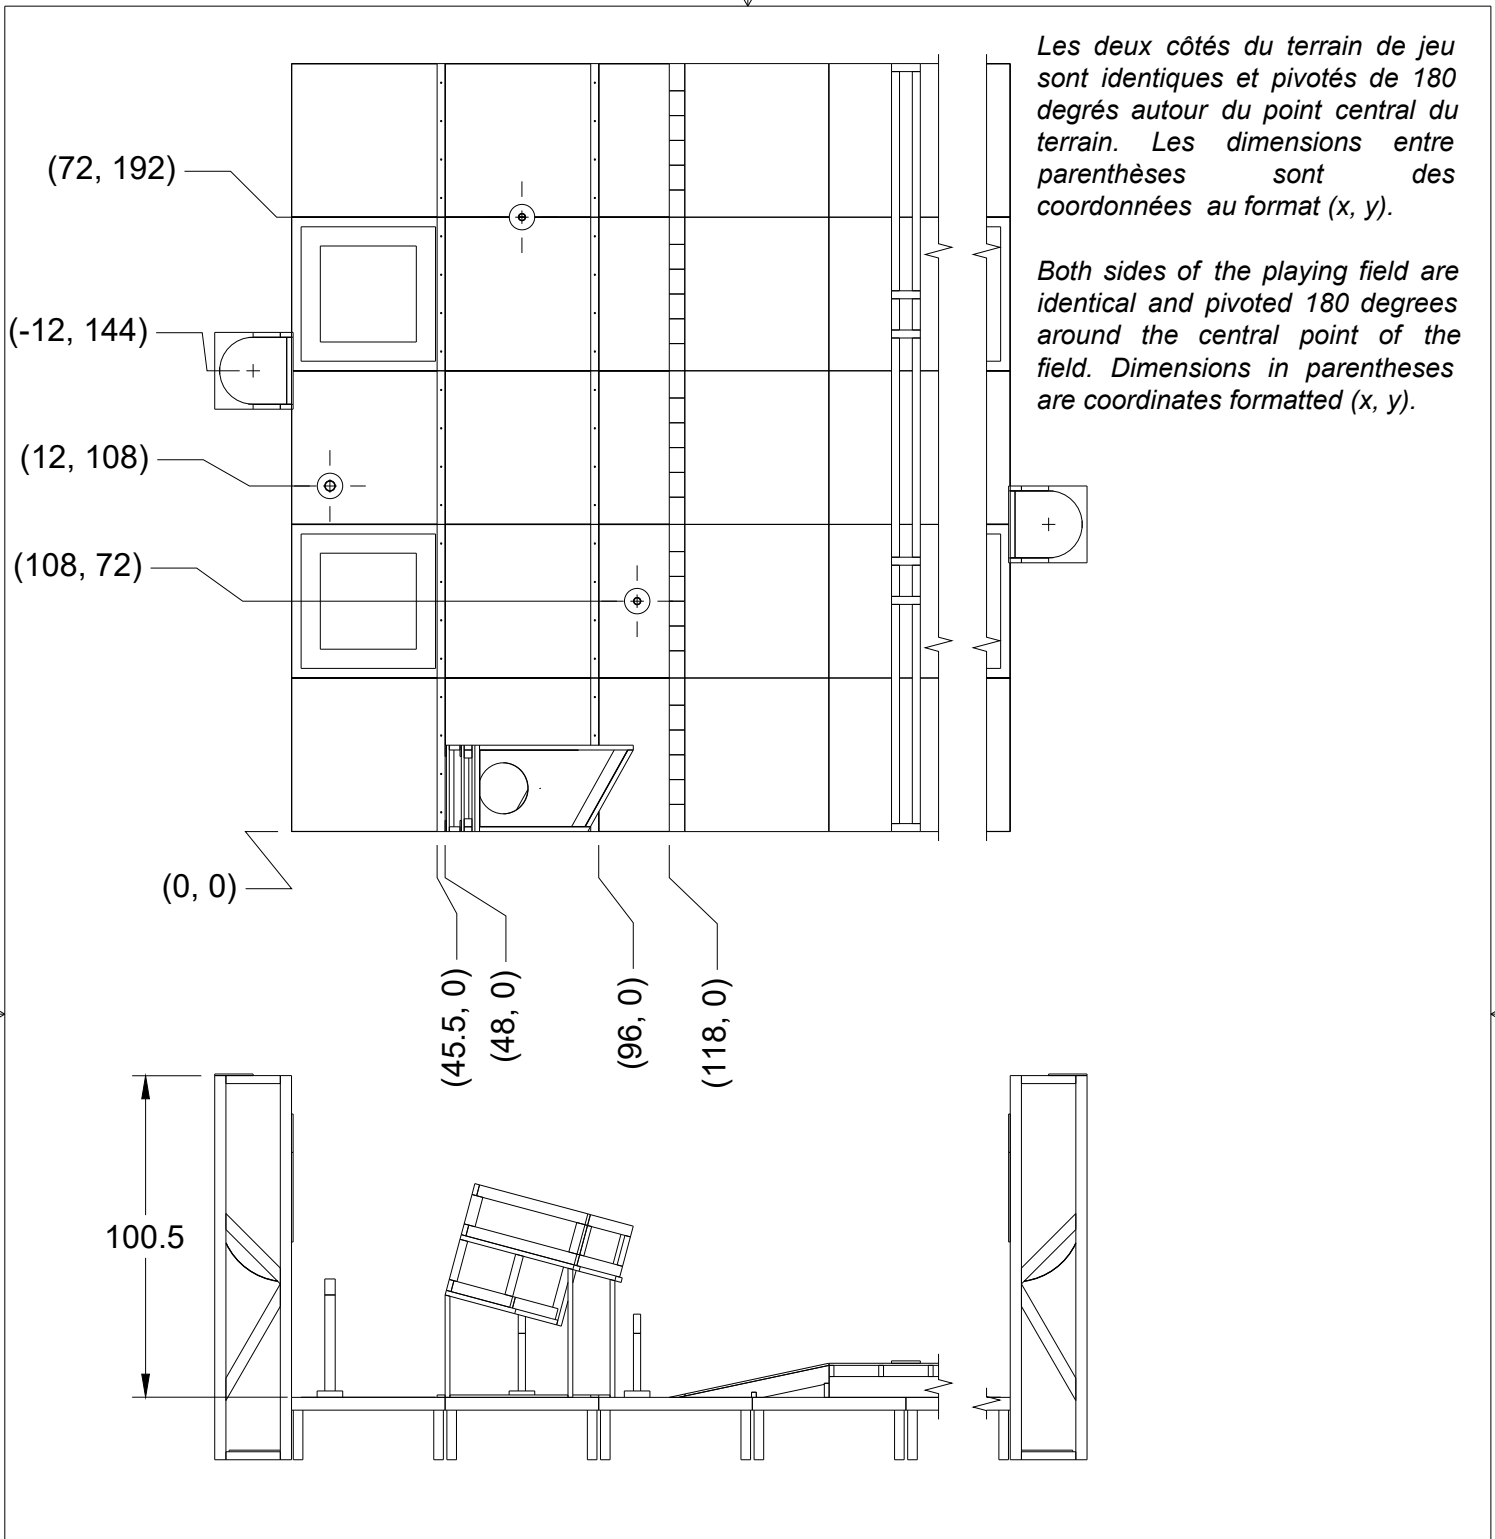 Les deux côtés du terrain de jeu
sont identiques et pivotés de 180
degrés autour du point central du
terrain. Les dimensions entre
parenthèses sont des
coordonnées au format (x, y).
Both sides of the playing field are
identical and pivoted 180 degrees
around the central point of the
field. Dimensions in parentheses
are coordinates formatted (x, y).
(72, 192)
(-12, 144)
(12, 108)
(108, 72)
(0, 0)
(45.5, 0)
(48, 0)
(96, 0)
(118, 0)
100.5